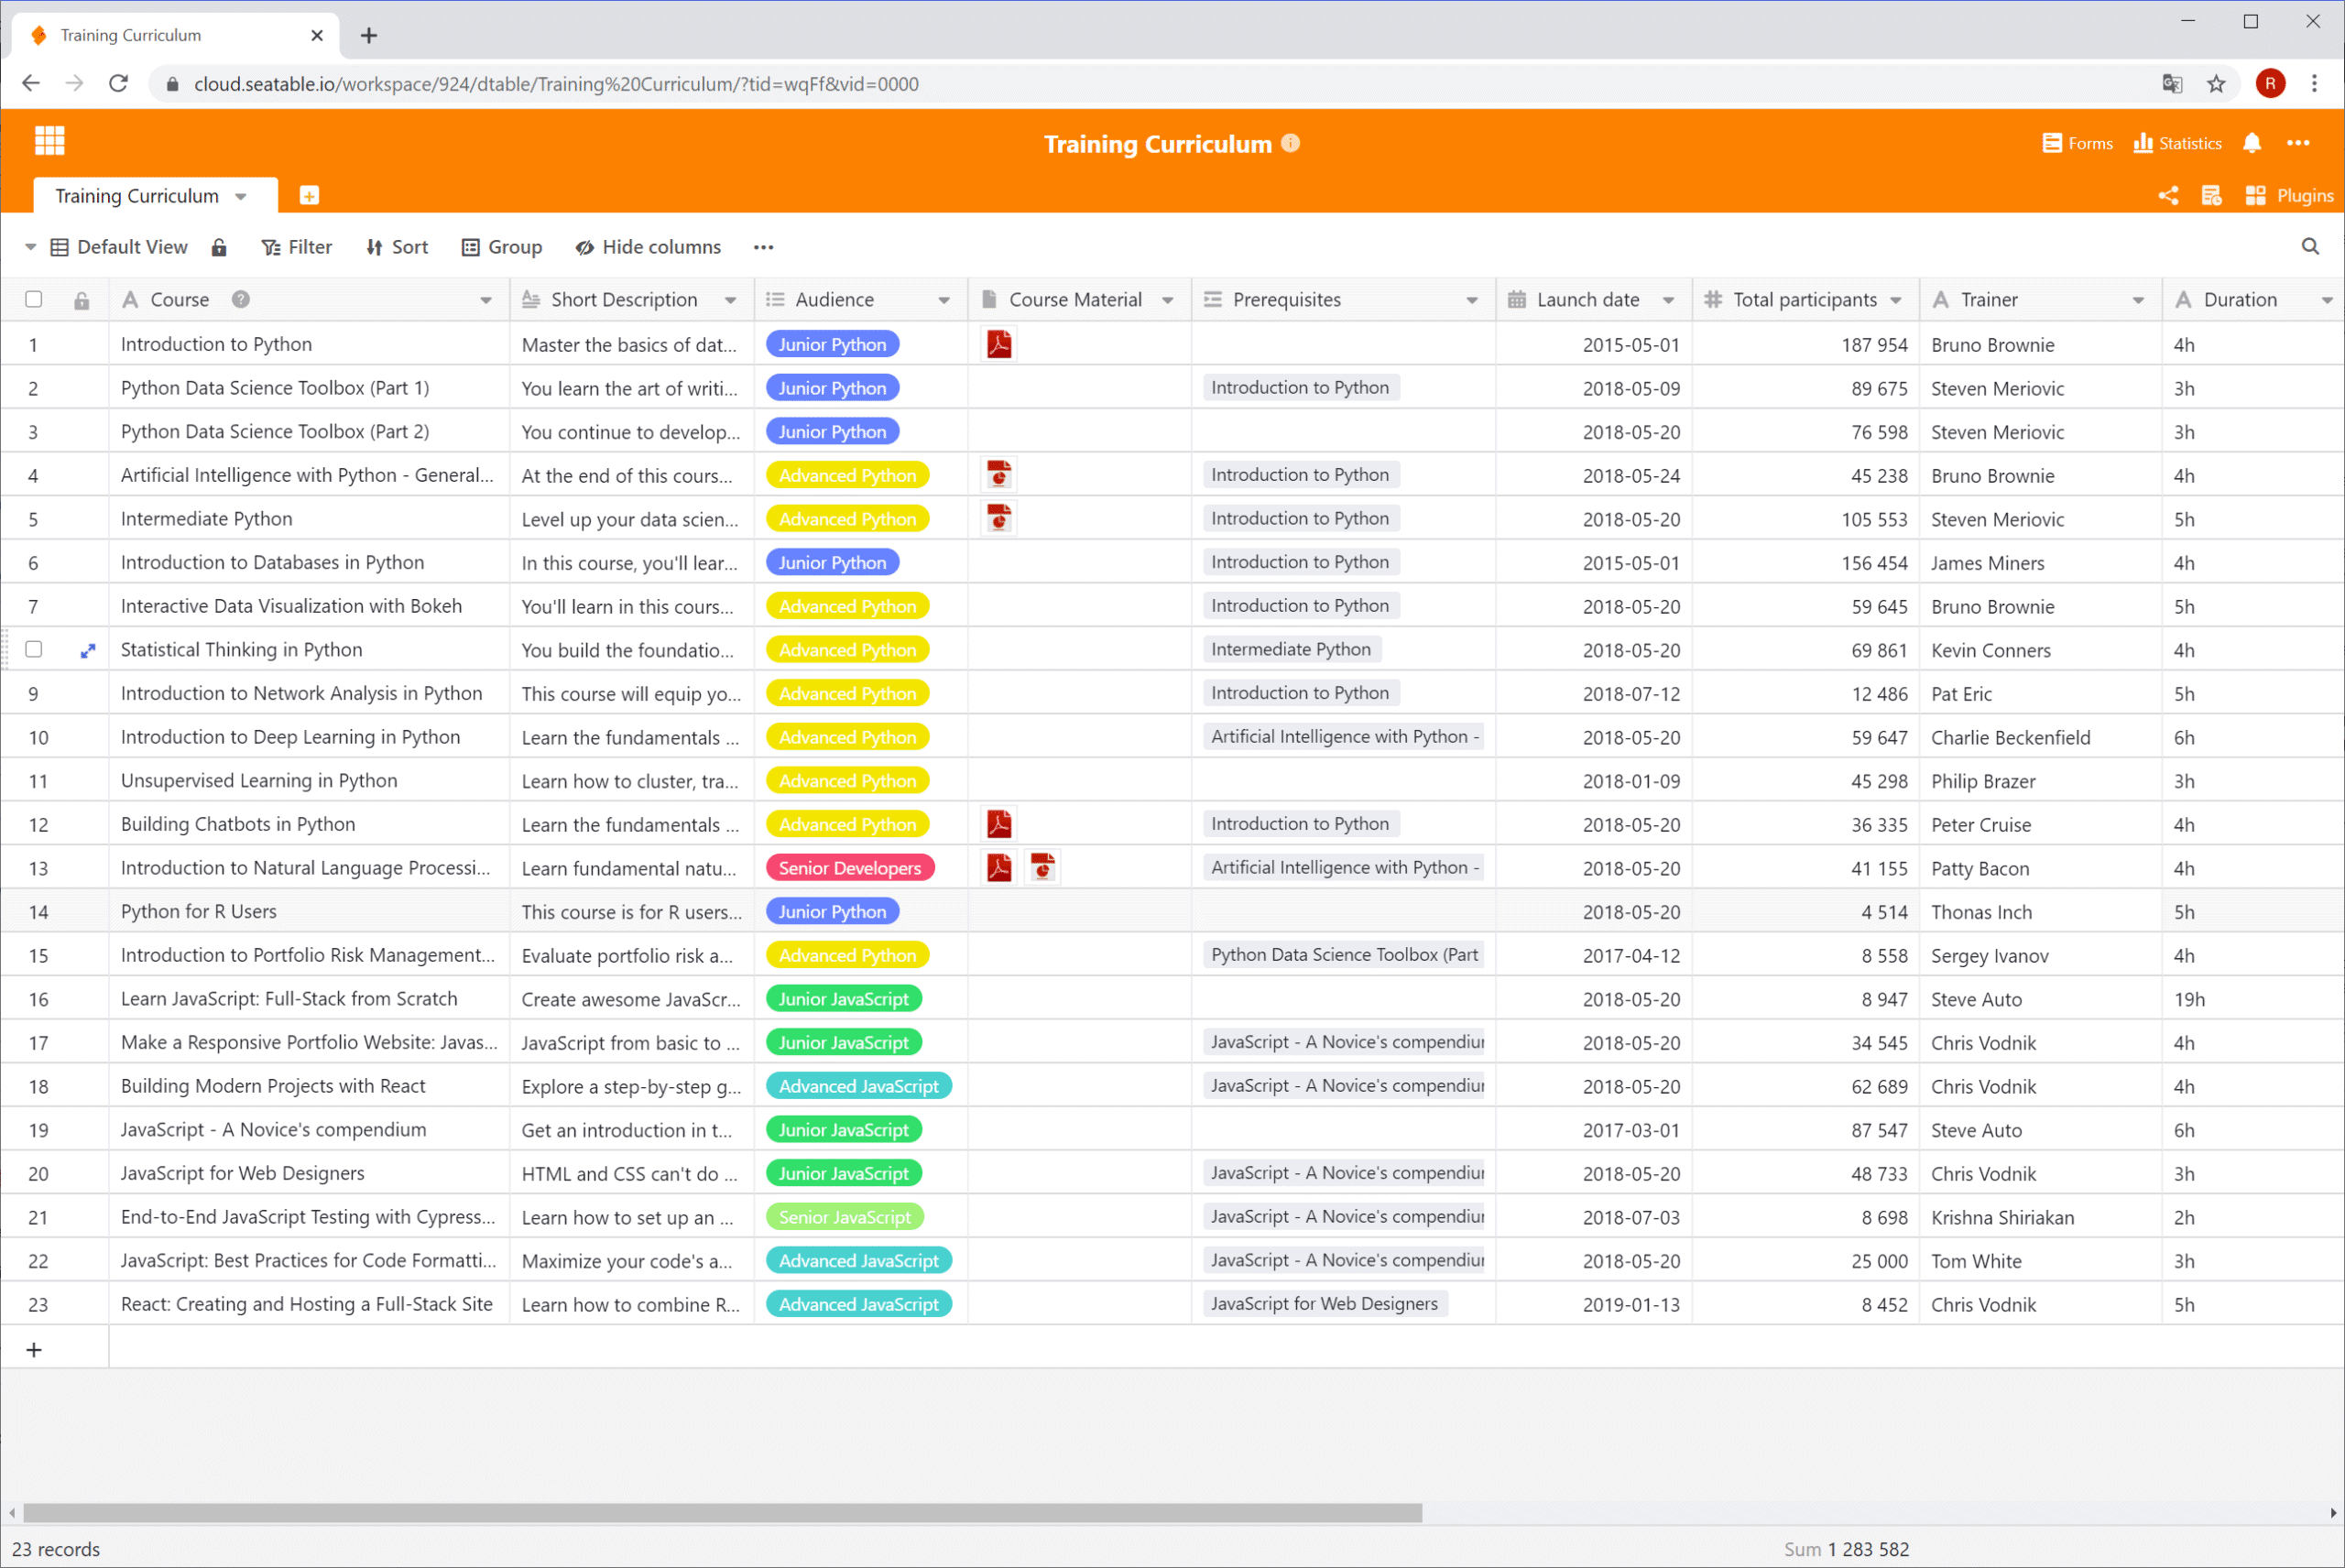 Training Curriculum
cloud.seatable.io/workspace/924/dtable/Training%20Curriculum/?tid=wqFf&vid=0000
R
Training Curriculum
Forms Statistics
Training Curriculum
Plugins
Default View Filter Sort Group Hide columns
Course Short Description Audience Course Material Prerequisites Launch date Total participants Trainer Duration
1 Introduction to Python Master the basics of dat... Junior Python 2015-05-01 187 954 Bruno Brownie 4h
2 Python Data Science Toolbox (Part 1) You learn the art of writi... Junior Python Introduction to Python 2018-05-09 89 675 Steven Meriovic 3h
3 Python Data Science Toolbox (Part 2) You continue to develop... Junior Python 2018-05-20 76 598 Steven Meriovic 3h
4 Artificial Intelligence with Python - General... At the end of this cours... Advanced Python Introduction to Python 2018-05-24 45 238 Bruno Brownie 4h
5 Intermediate Python Level up your data scien... Advanced Python Introduction to Python 2018-05-20 105 553 Steven Meriovic 5h
6 Introduction to Databases in Python In this course, you'll lear... Junior Python Introduction to Python 2015-05-01 156 454 James Miners 4h
7 Interactive Data Visualization with Bokeh You'll learn in this cours... Advanced Python Introduction to Python 2018-05-20 59 645 Bruno Brownie 5h
Statistical Thinking in Python You build the foundatio... Advanced Python Intermediate Python 2018-05-20 69 861 Kevin Conners 4h
9 Introduction to Network Analysis in Python This course will equip yo... Advanced Python Introduction to Python 2018-07-12 12 486 Pat Eric 5h
10 Introduction to Deep Learning in Python Learn the fundamentals ... Advanced Python Artificial Intelligence with Python - 2018-05-20 59 647 Charlie Beckenfield 6h
11 Unsupervised Learning in Python Learn how to cluster, tra... Advanced Python 2018-01-09 45 298 Philip Brazer 3h
12 Building Chatbots in Python Learn the fundamentals ... Advanced Python Introduction to Python 2018-05-20 36 335 Peter Cruise 4h
13 Introduction to Natural Language Processi... Learn fundamental natu... Senior Developers Artificial Intelligence with Python - 2018-05-20 41 155 Patty Bacon 4h
14 Python for R Users This course is for R users... Junior Python 2018-05-20 4 514 Thonas Inch 5h
15 Introduction to Portfolio Risk Management... Evaluate portfolio risk a... Advanced Python Python Data Science Toolbox (Part 2017-04-12 8 558 Sergey Ivanov 4h
16 Learn JavaScript: Full-Stack from Scratch Create awesome JavaScr... Junior JavaScript 2018-05-20 8 947 Steve Auto 19h
17 Make a Responsive Portfolio Website: Javas... JavaScript from basic to ... Junior JavaScript JavaScript - A Novice's compendiu 2018-05-20 34 545 Chris Vodnik 4h
18 Building Modern Projects with React Explore a step-by-step g... Advanced JavaScript JavaScript - A Novice's compendiu 2018-05-20 62 689 Chris Vodnik 4h
19 JavaScript - A Novice's compendium Get an introduction in t... Junior JavaScript 2017-03-01 87 547 Steve Auto 6h
20 JavaScript for Web Designers HTML and CSS can't do ... Junior JavaScript JavaScript - A Novice's compendiu 2018-05-20 48 733 Chris Vodnik 3h
21 End-to-End JavaScript Testing with Cypress... Learn how to set up an ... Senior JavaScript JavaScript - A Novice's compendiu 2018-07-03 8 698 Krishna Shiriakan 2h
22 JavaScript: Best Practices for Code Formatti... Maximize your code's a... Advanced JavaScript JavaScript - A Novice's compendiu 2018-05-20 25 000 Tom White 3h
23 React: Creating and Hosting a Full-Stack Site Learn how to combine R... Advanced JavaScript JavaScript for Web Designers 2019-01-13 8 452 Chris Vodnik 5h
23 records Sum 1 283 582